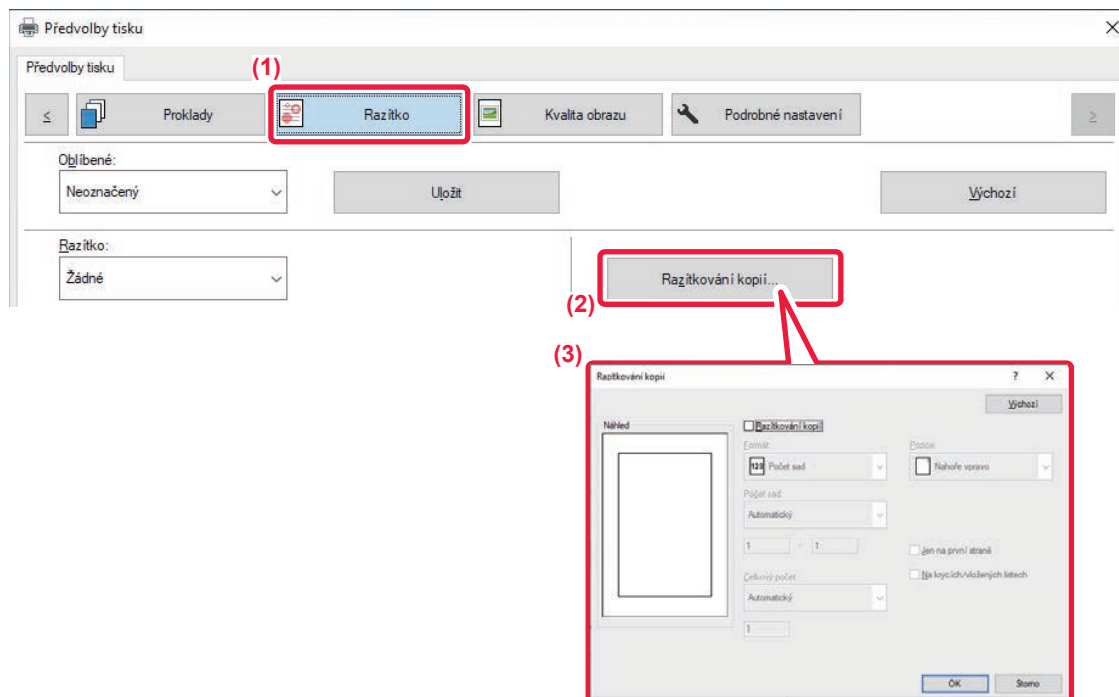 Předvolby tisku
Předvolby tisku
(1)
< Proklady Razítko Kvalita obrazu Podrobné nastavení >
Oblíbené:
Neoznačený Uložit Výchozí
Razítko:
Žádné Razítkování kopií...
(2)
(3)
Razítkování kopií ?
Výchozí
Náhled Razítkování kopií
Formát: Pozice:
123 Počet sad Nahoře vpravo
Počet sad:
Automatický
1 - 1 Jen na první straně
Celkový počet: Na krycích/vložených listech
Automatický
1
OK Storno